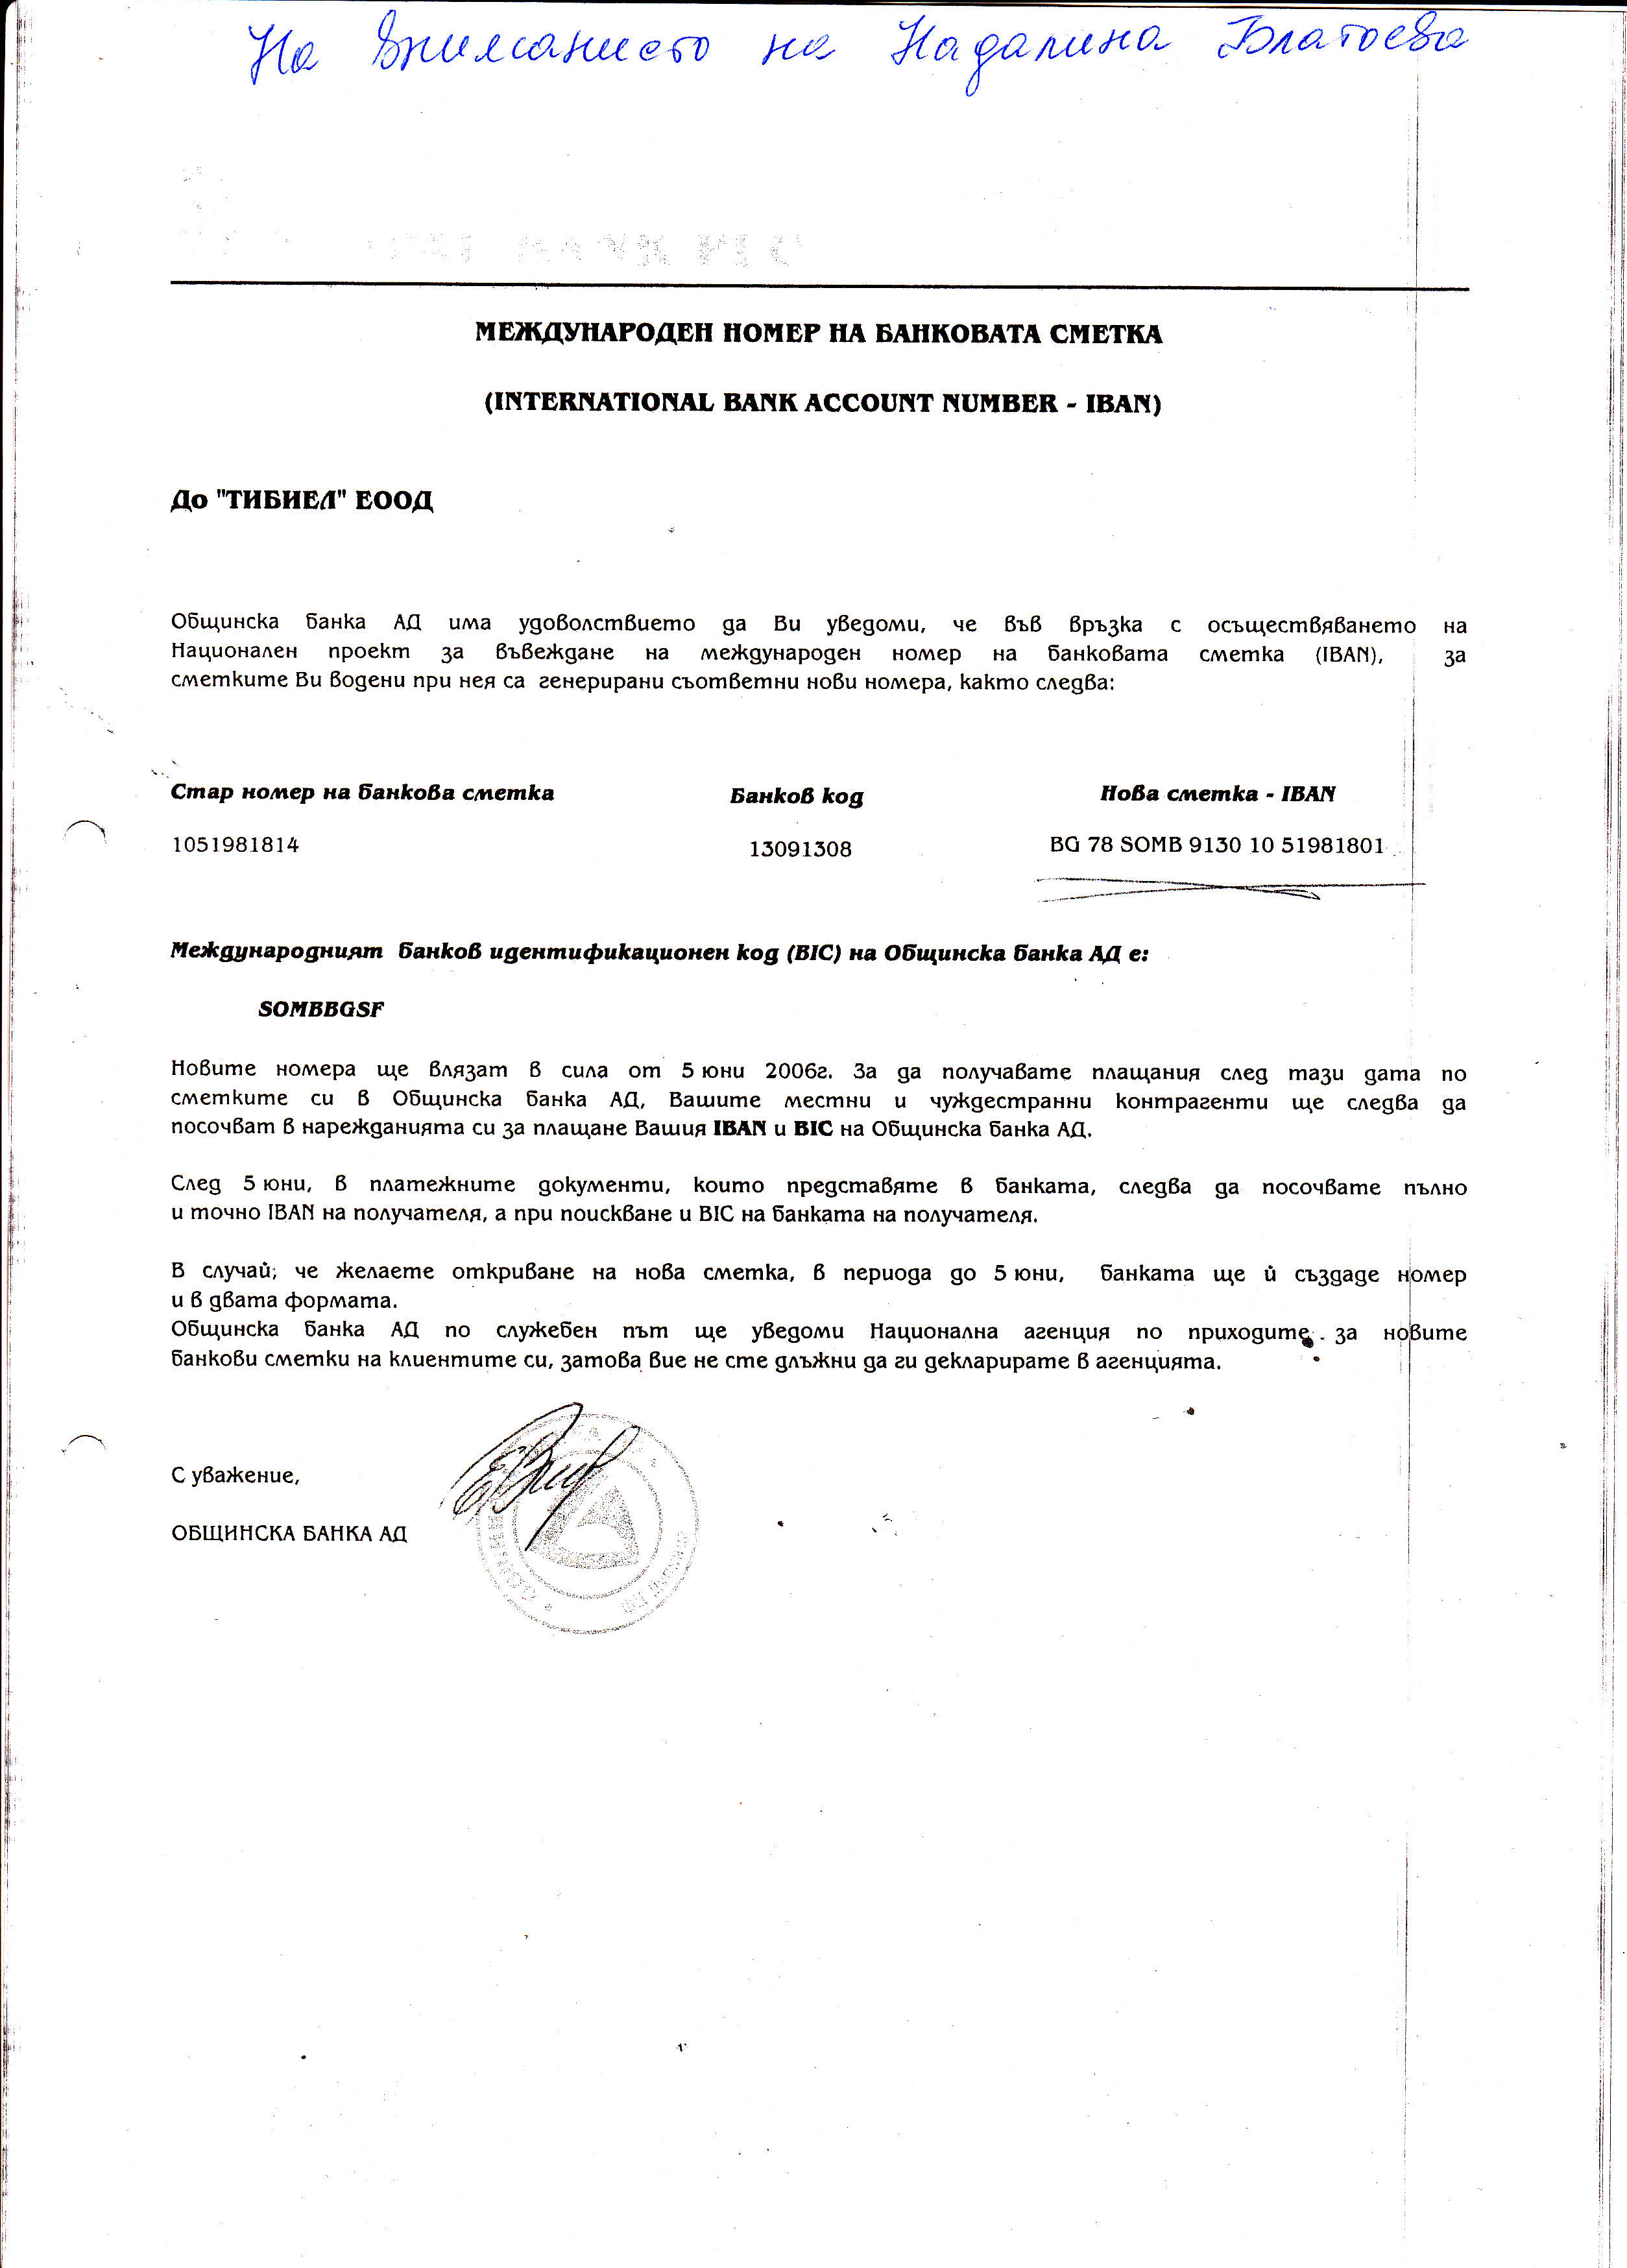 На вниманието на Надалина Благоева
МЕЖДУНАРОДЕН НОМЕР НА БАНКОВАТА СМЕТКА
(INTERNATIONAL BANK ACCOUNT NUMBER - IBAN)
До "ТИБИЕЛ" ЕООД
Общинска банка АД има удоволствието да Ви уведоми, че във връзка с осъществяването на
Национален проект за въвеждане на международен номер на банковата сметка (IBAN), за
сметките Ви водени при нея са генерирани съответни нови номера, както следва:
Стар номер на банкова сметка Банков код Нова сметка - IBAN
1051981814 13091308 BG 78 SOMB 9130 10 51981801
Международният банков идентификационен код (BIC) на Общинска банка АД е:
SOMBBGSF
Новите номера ще влязат в сила от 5 юни 2006г. За да получавате плащания след тази дата по
сметките си в Общинска банка АД, Вашите местни и чуждестранни контрагенти ще следва да
посочват в нарежданията си за плащане Вашия IBAN и BIC на Общинска банка АД.
След 5 юни, в платежните документи, които представяте в банката, следва да посочвате пълно
и точно IBAN на получателя, а при поискване и BIC на банката на получателя.
В случай, че желаете откриване на нова сметка, в периода до 5 юни, банката ще ѝ създаде номер
и в двата формата.
Общинска банка АД по служебен път ще уведоми Национална агенция по приходите за новите
банкови сметки на клиентите си, затова вие не сте длъжни да ги декларирате в агенцията.
С уважение,
ОБЩИНСКА БАНКА АД